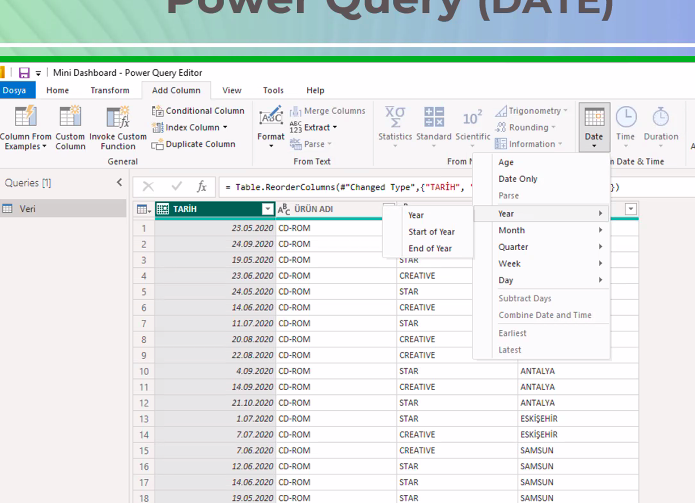 Power Query (DATE)
Mini Dashboard - Power Query Editor
Dosya Home Transform Add Column View Tools Help
Column From Examples Custom Column Invoke Custom Function
Conditional Column
Index Column
Duplicate Column
General
Format
Merge Columns
Extract
Parse
From Text
Statistics Standard Scientific
Trigonometry
Rounding
Information
Date Time Duration
Date & Time
Queries [1]
Veri
= Table.ReorderColumns(#"Changed Type",{"TARİH",
})
Age
Date Only
Parse
Year
Month
Quarter
Week
Day
Subtract Days
Combine Date and Time
Earliest
Latest
Year
Start of Year
End of Year
TARİH ABC ÜRÜN ADI
1 23.05.2020 CD-ROM
2 24.09.2020 CD-ROM
3 19.05.2020 CD-ROM STAR
4 23.06.2020 CD-ROM CREATIVE
5 24.05.2020 CD-ROM STAR
6 14.06.2020 CD-ROM CREATIVE
7 11.07.2020 CD-ROM STAR
8 20.08.2020 CD-ROM CREATIVE
9 22.08.2020 CD-ROM CREATIVE
10 4.09.2020 CD-ROM STAR ANTALYA
11 14.09.2020 CD-ROM CREATIVE ANTALYA
12 21.10.2020 CD-ROM STAR ANTALYA
13 1.07.2020 CD-ROM STAR ESKİŞEHİR
14 7.07.2020 CD-ROM CREATIVE ESKİŞEHİR
15 7.06.2020 CD-ROM CREATIVE SAMSUN
16 12.06.2020 CD-ROM STAR SAMSUN
17 14.06.2020 CD-ROM STAR SAMSUN
18 19.05.2020 CD-ROM STAR SAMSUN